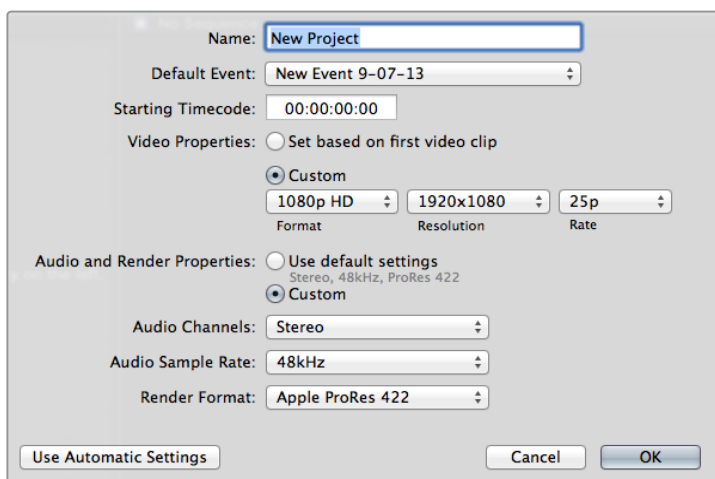 No Sequence
Name: New Project
Default Event: New Event 9-07-13
Starting Timecode: 00:00:00:00
Video Properties: Set based on first video clip
Custom
1080p HD 1920x1080 25p
Format Resolution Rate
Audio and Render Properties: Use default settings
Stereo, 48kHz, ProRes 422
Custom
Audio Channels: Stereo
Audio Sample Rate: 48kHz
Render Format: Apple ProRes 422
Use Automatic Settings Cancel OK